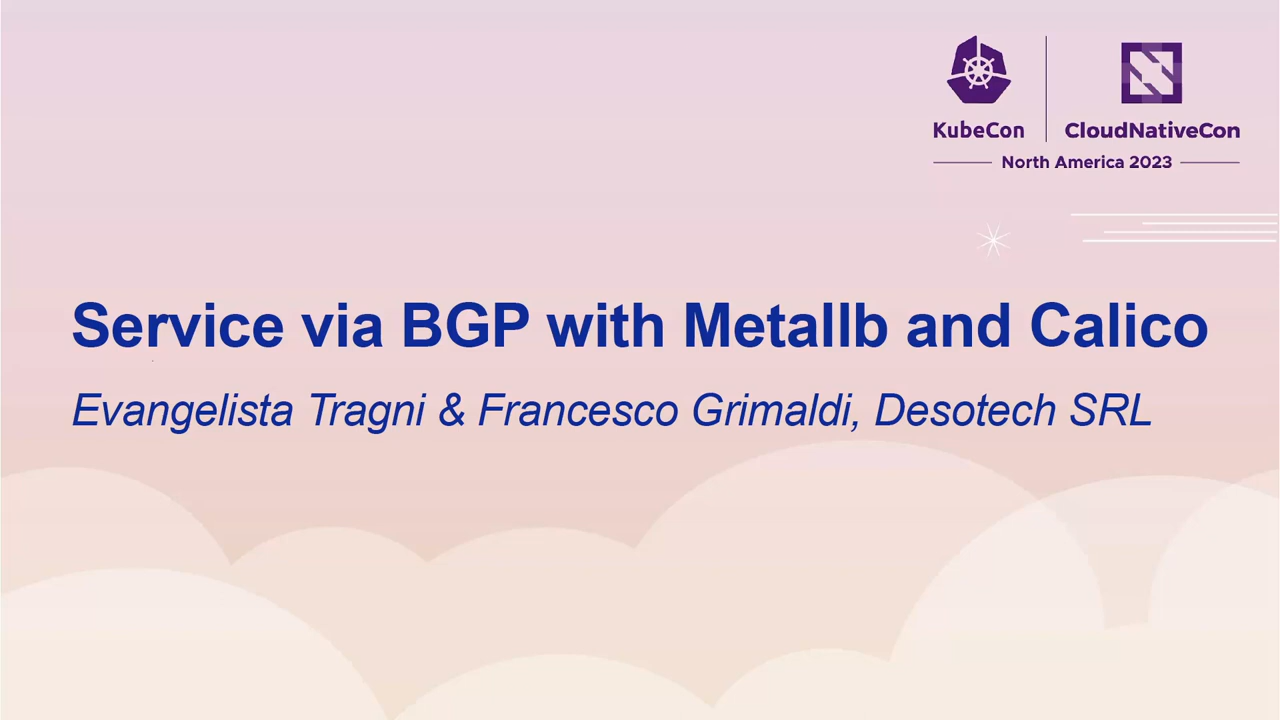 KubeCon
CloudNativeCon
North America 2023
Service via BGP with Metallb and Calico
Evangelista Tragni & Francesco Grimaldi, Desotech SRL